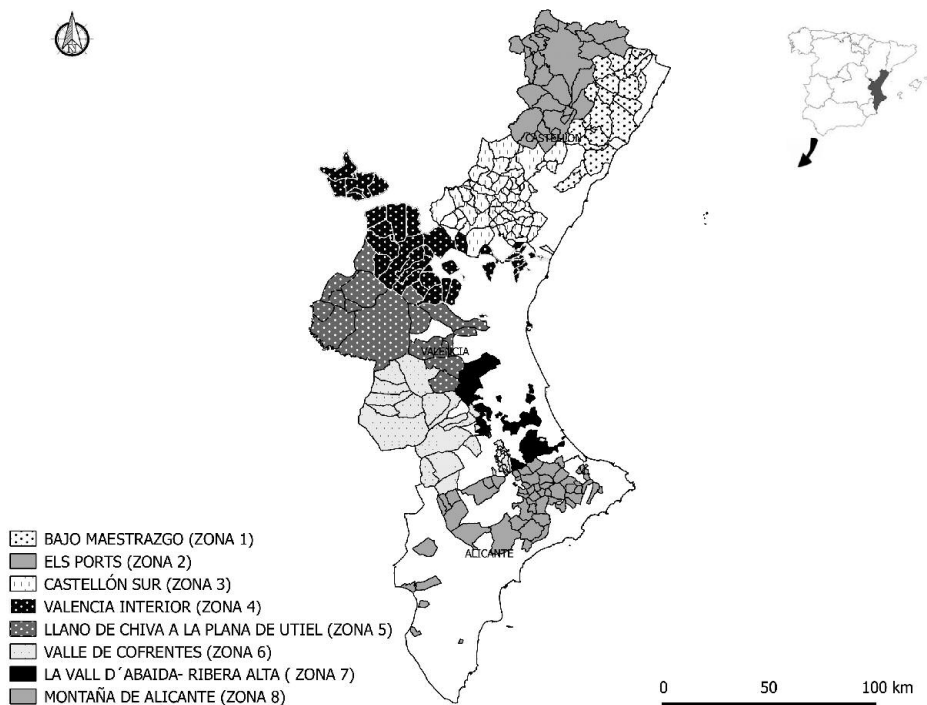 N
CASTELLÓN
VALENCIA
ALICANTE
BAJO MAESTRAZGO (ZONA 1)
ELS PORTS (ZONA 2)
CASTELLÓN SUR (ZONA 3)
VALENCIA INTERIOR (ZONA 4)
LLANO DE CHIVA A LA PLANA DE UTIEL (ZONA 5)
VALLE DE COFRENTES (ZONA 6)
LA VALL D´ABAIDA- RIBERA ALTA ( ZONA 7)
MONTAÑA DE ALICANTE (ZONA 8)
0 50 100 km